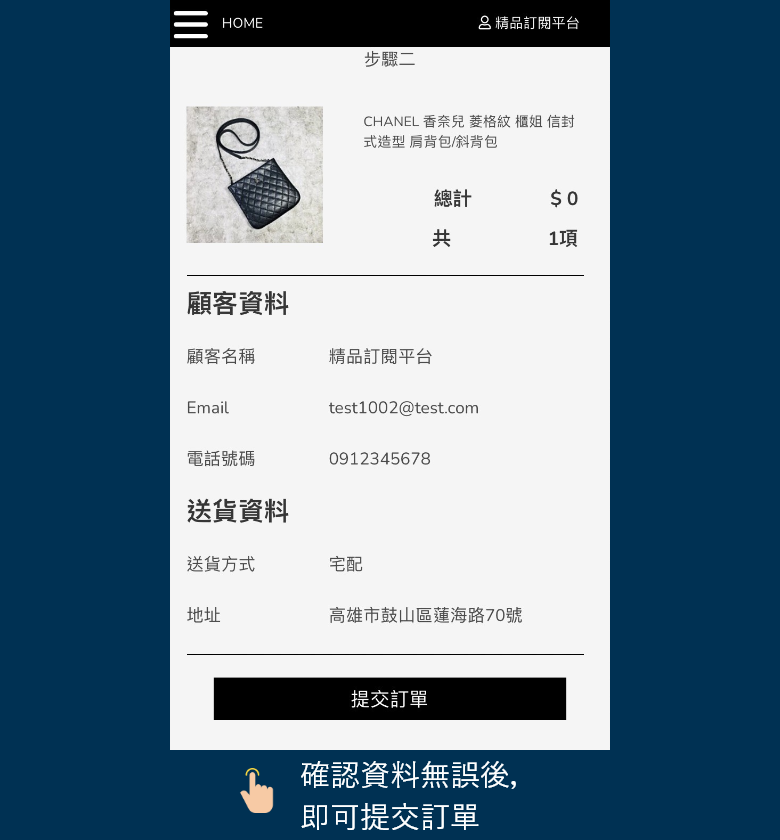 HOME
精品訂閱平台
步驟二
CHANEL 香奈兒 菱格紋 櫃姐 信封
式造型 肩背包/斜背包
總計 $ 0
共 1項
顧客資料
顧客名稱 精品訂閱平台
Email test1002@test.com
電話號碼 0912345678
送貨資料
送貨方式 宅配
地址 高雄市鼓山區蓮海路70號
提交訂單
確認資料無誤後,
即可提交訂單